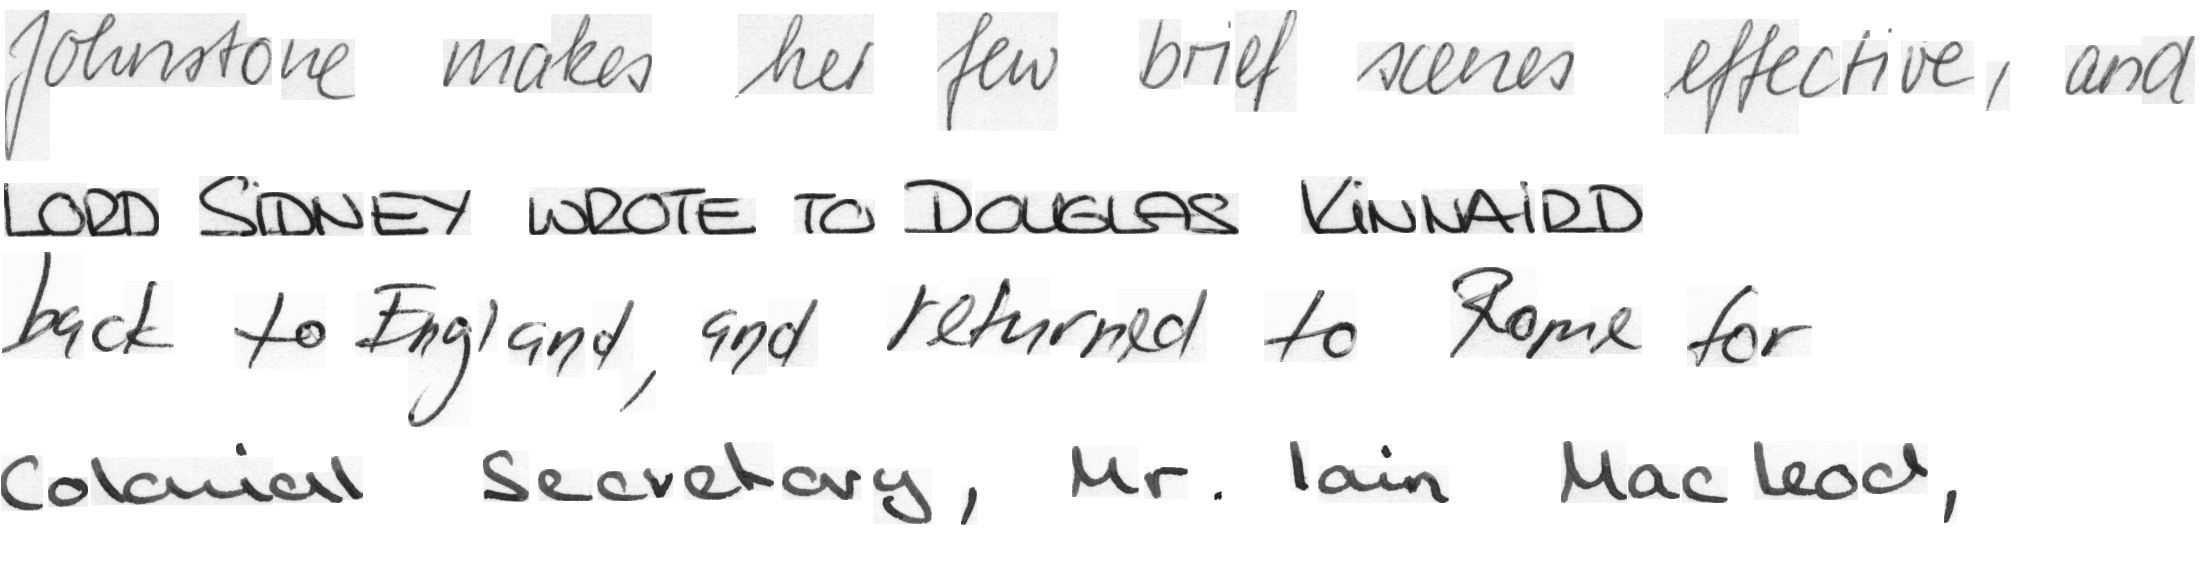 Johnstone makes her few brief scenes effective, and
LORD SIDNEY WROTE TO DOUGLAS KINNAIRD
back to England, and returned to Rome for
Colonial Secretary, Mr. Iain Macleod,